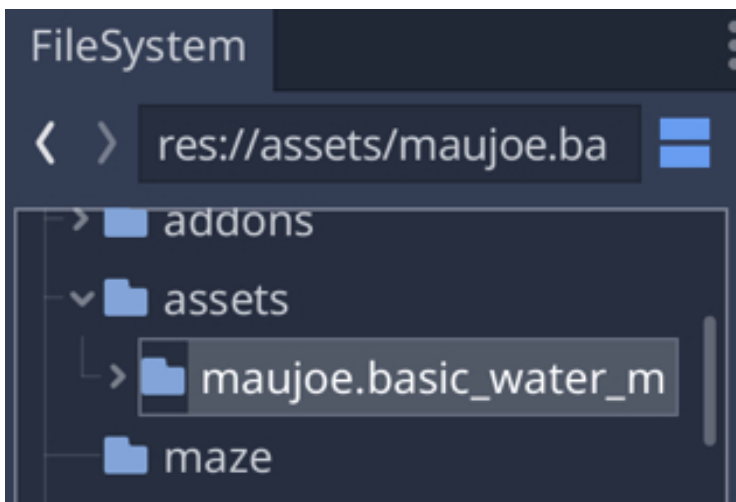 FileSystem
res://assets/maujoe.ba
addons
assets
maujoe.basic_water_m
maze